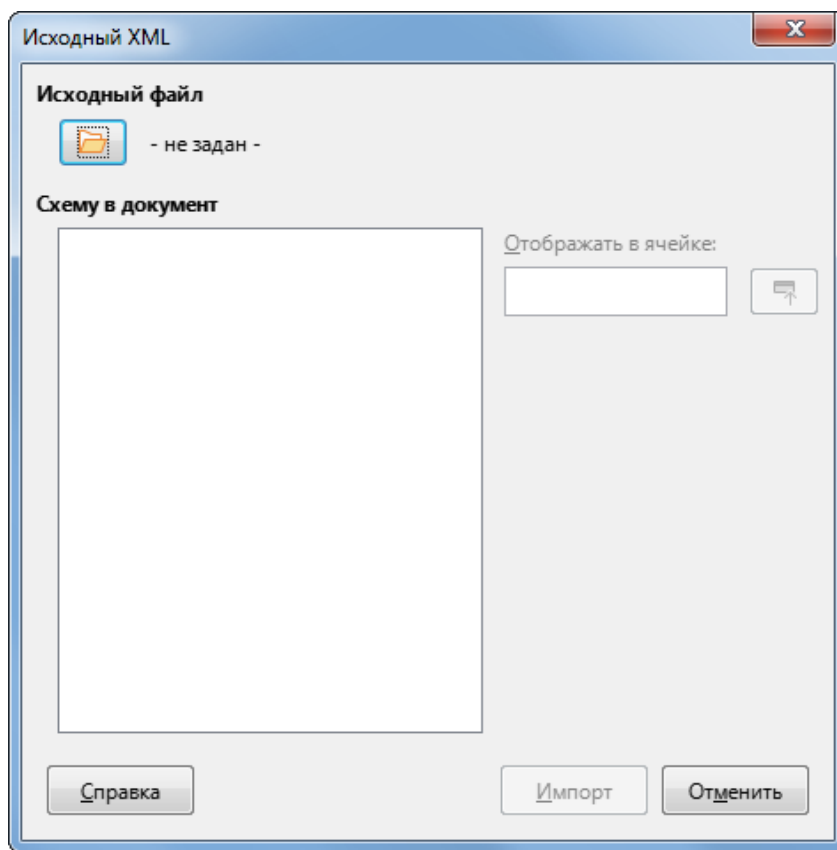 Исходный XML
Исходный файл
- не задан -
Схему в документ
Отображать в ячейке:
Справка
Импорт
Отменить